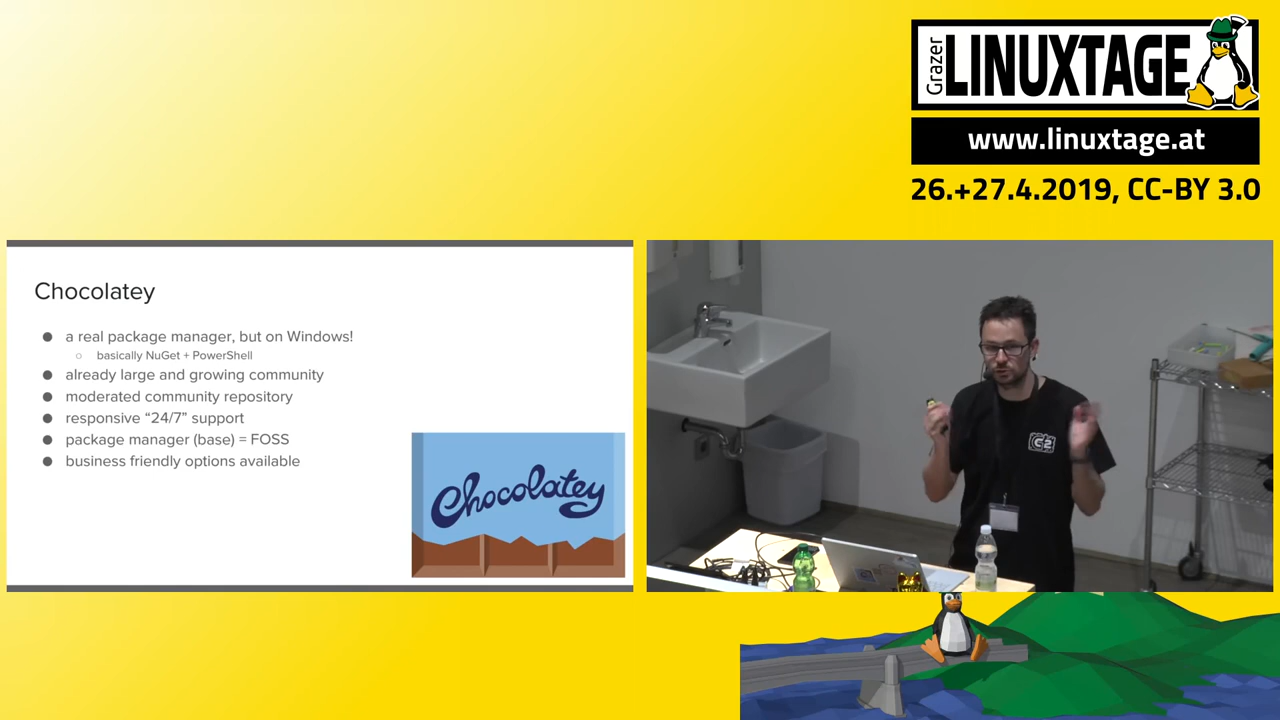 Grazer
LINUXTAGE
www.linuxtage.at
26.+27.4.2019, CC-BY 3.0
Chocolatey
● a real package manager, but on Windows!
○ basically NuGet + PowerShell
● already large and growing community
● moderated community repository
● responsive “24/7” support
● package manager (base) = FOSS
● business friendly options available
Chocolatey